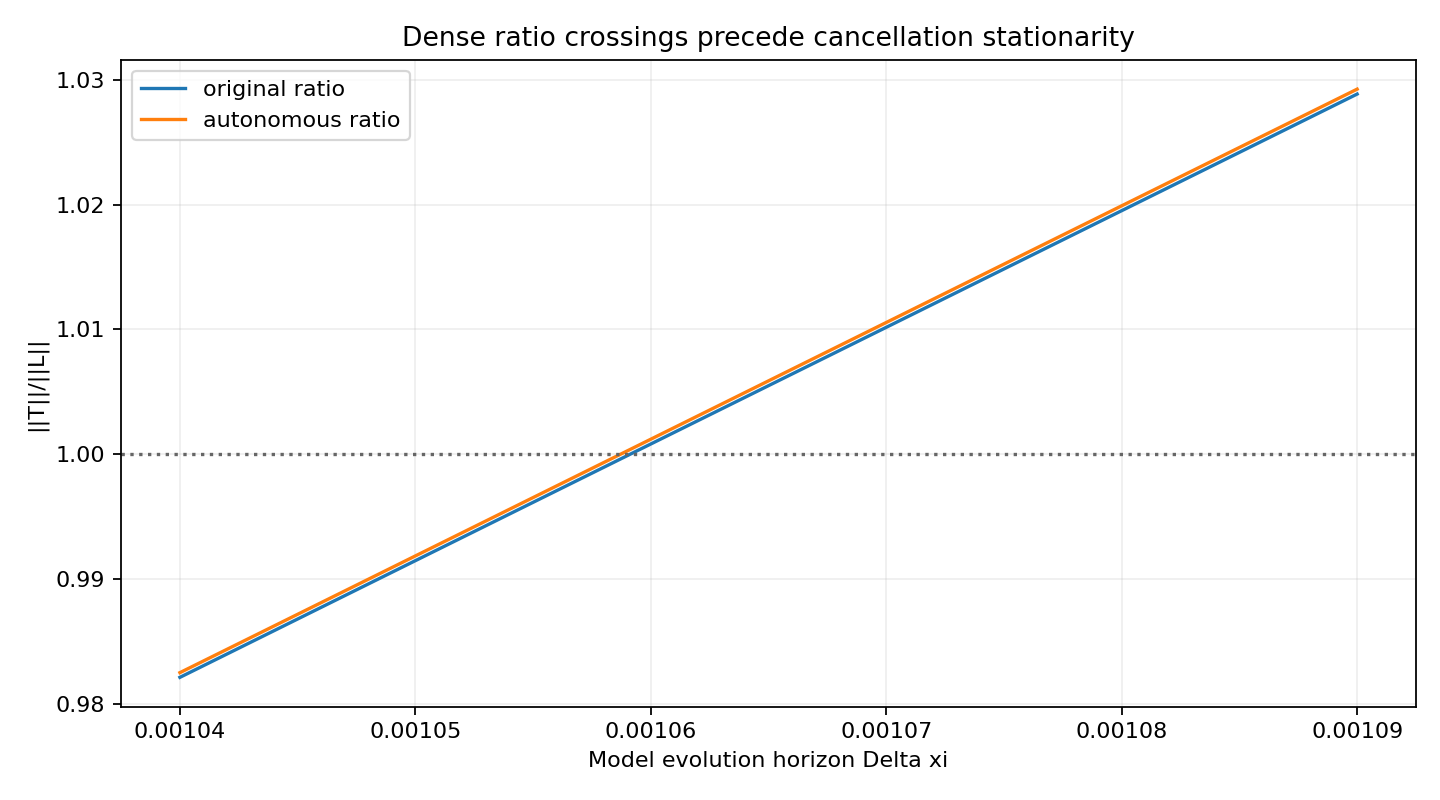 Dense ratio crossings precede cancellation stationarity
original ratio
autonomous ratio
1.03
1.02
1.01
1.00
0.99
0.98
||T||/||L||
0.00104 0.00105 0.00106 0.00107 0.00108 0.00109
Model evolution horizon Delta xi